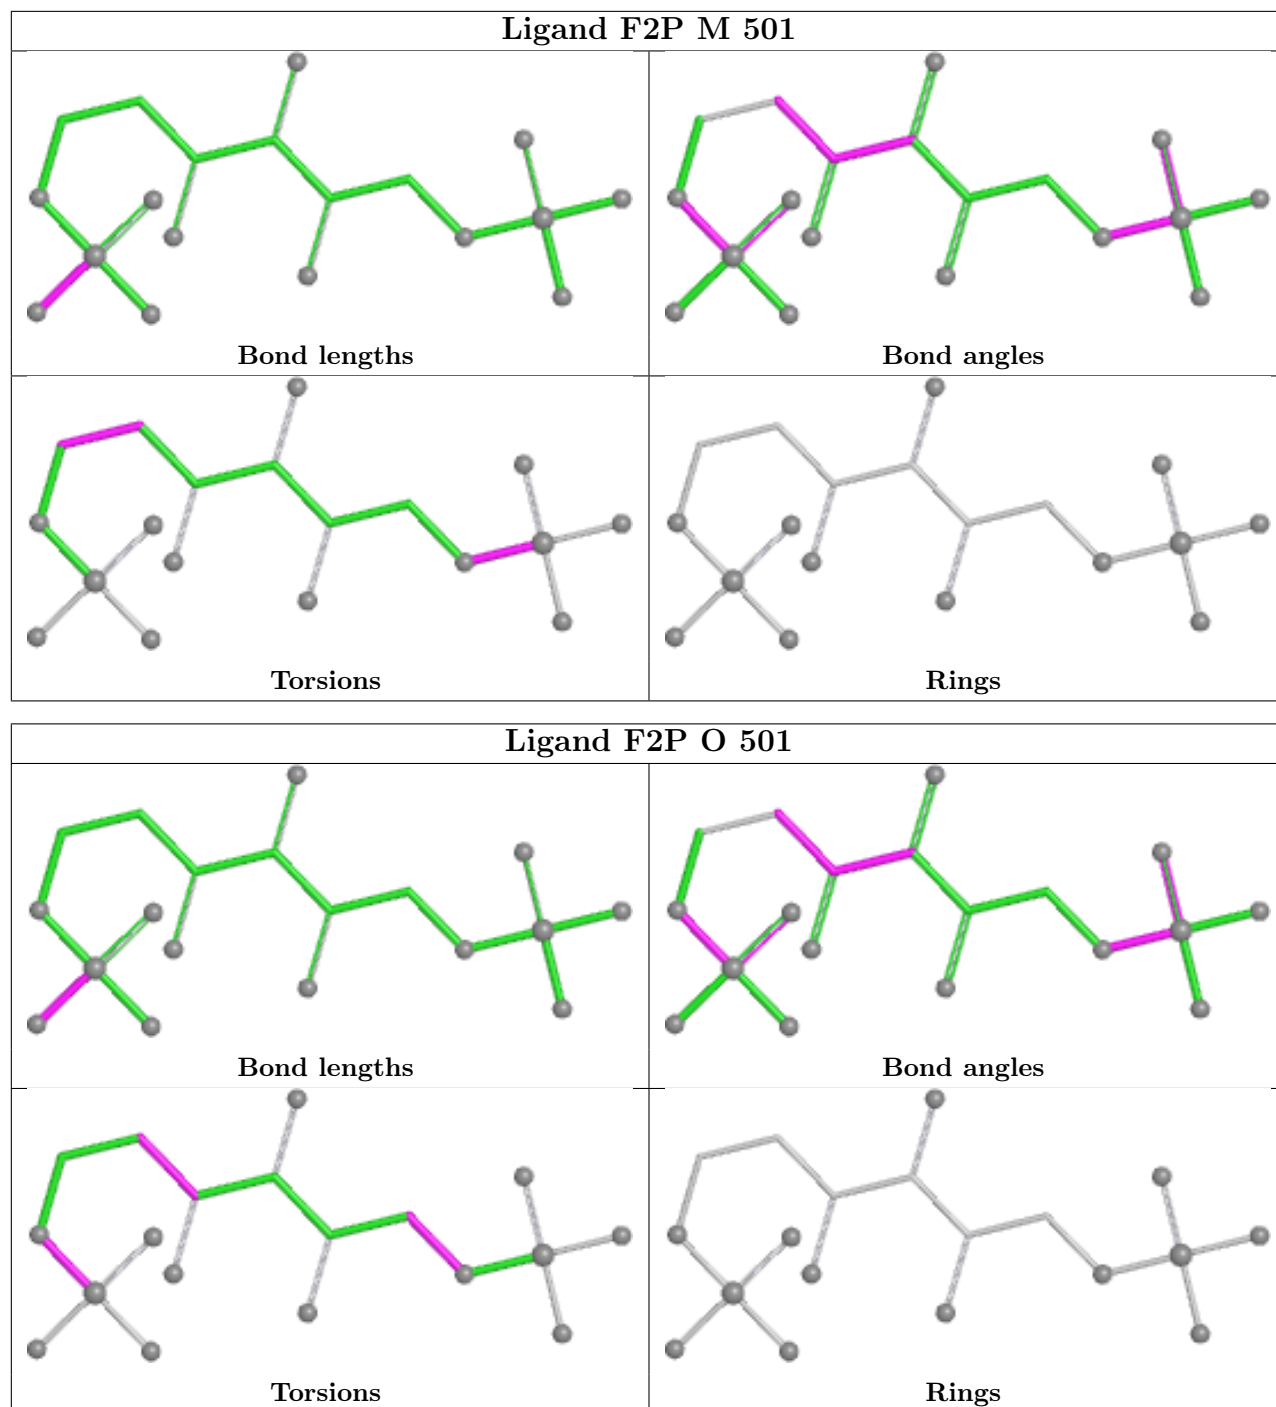 Ligand F2P M 501
Bond lengths
Bond angles
Torsions
Rings
Ligand F2P O 501
Bond lengths
Bond angles
Torsions
Rings